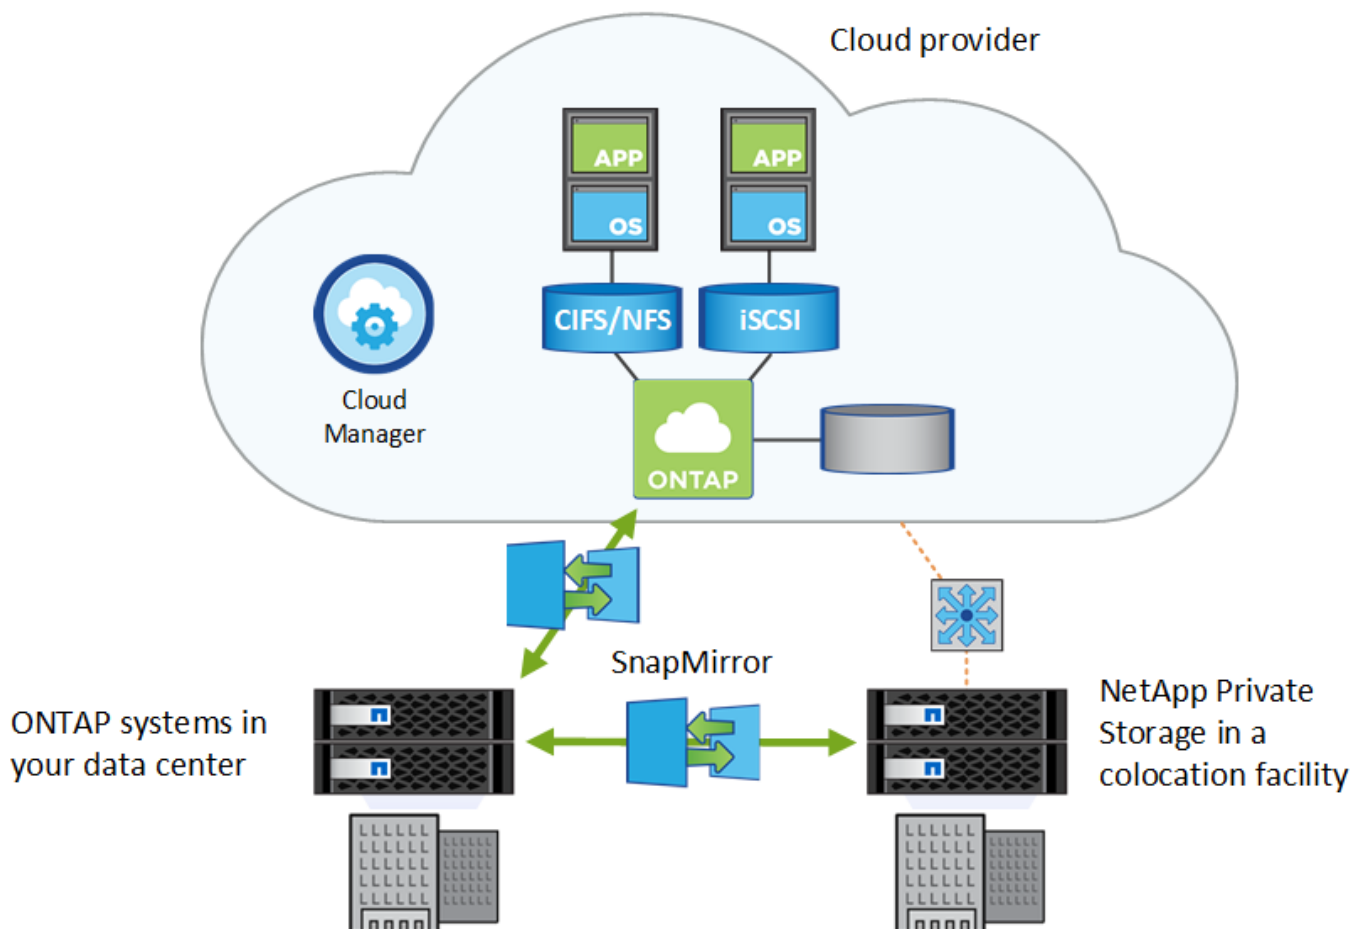 Cloud provider
APP
APP
OS
OS
CIFS/NFS
iSCSI
Cloud
Manager
ONTAP
SnapMirror
ONTAP systems in
your data center
NetApp Private
Storage in a
colocation facility